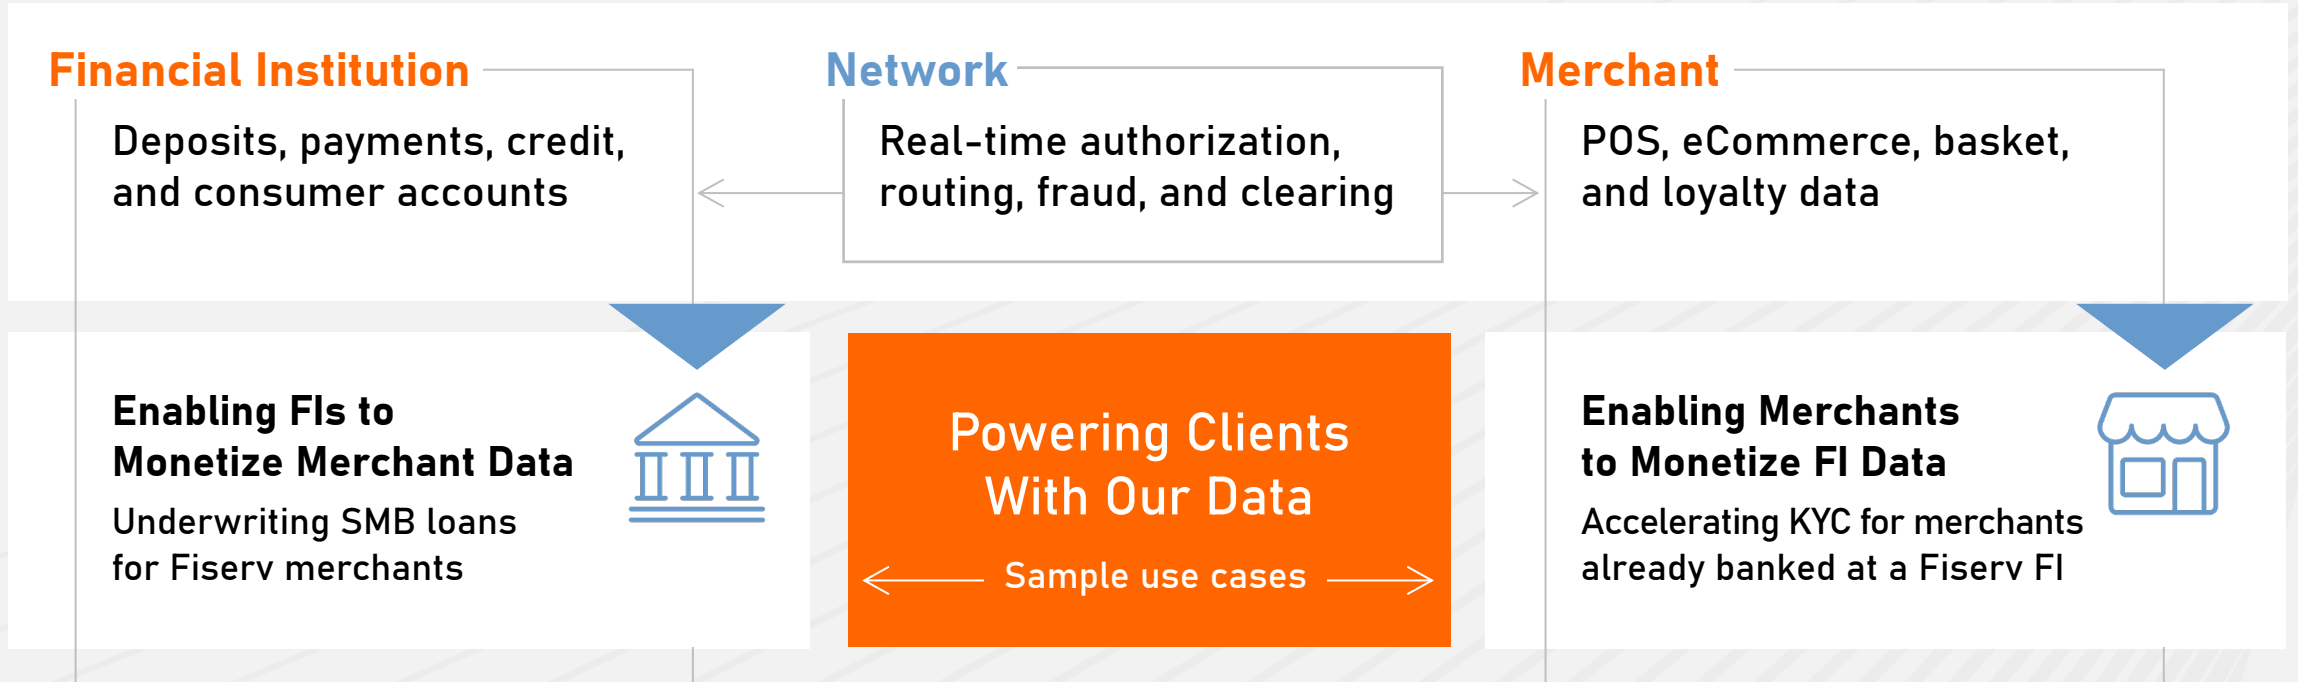 Financial Institution
Deposits, payments, credit,
and consumer accounts
Network
Real-time authorization,
routing, fraud, and clearing
Merchant
POS, eCommerce, basket,
and loyalty data
Enabling FIs to
Monetize Merchant Data
Underwriting SMB loans
for Fiserv merchants
Powering Clients
With Our Data
Sample use cases
Enabling Merchants
to Monetize FI Data
Accelerating KYC for merchants
already banked at a Fiserv FI